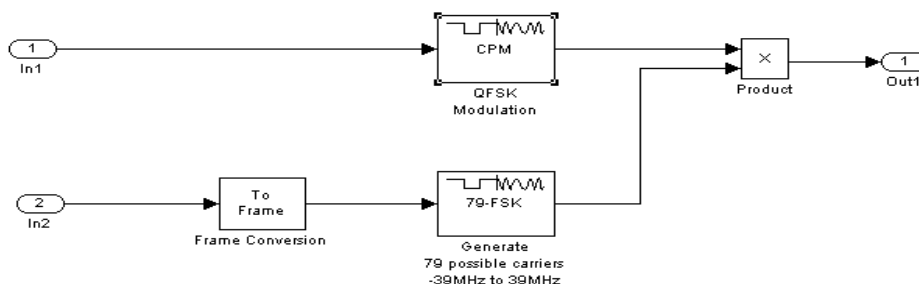 1
In1
CPM
QFSK
Modulation
×
Product
1
Out1
2
In2
To
Frame
Frame Conversion
79-FSK
Generate
79 possible carriers
-39MHz to 39MHz